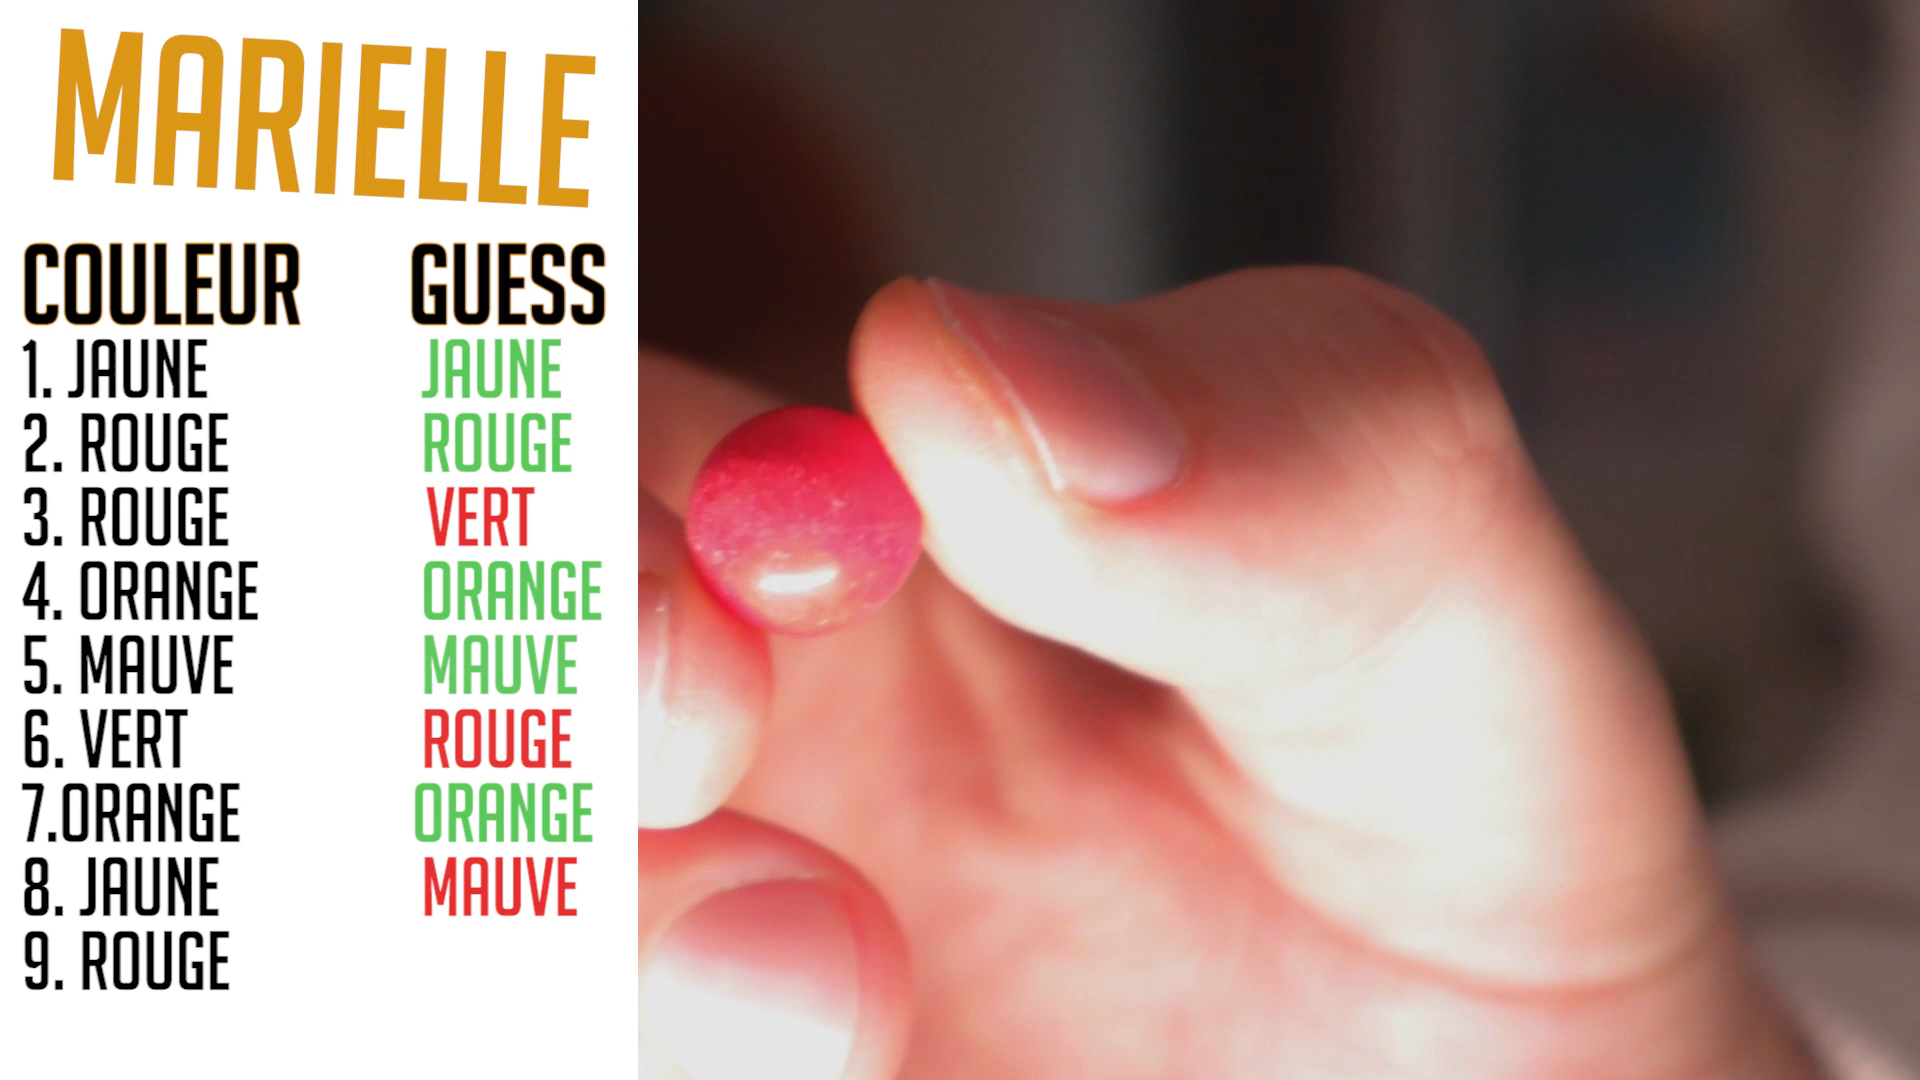 MARIELLE
COULEUR GUESS
1. JAUNE JAUNE
2. ROUGE ROUGE
3. ROUGE VERT
4. ORANGE ORANGE
5. MAUVE MAUVE
6. VERT ROUGE
7.ORANGE ORANGE
8. JAUNE MAUVE
9. ROUGE